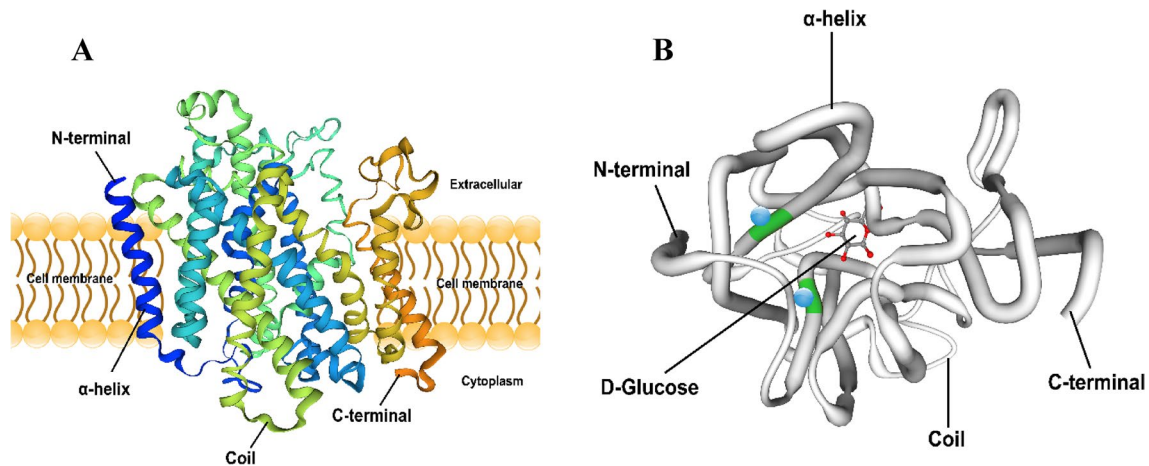 A
N-terminal
Extracellular
Cell membrane
Cell membrane
α-helix
Cytoplasm
C-terminal
Coil
B
α-helix
N-terminal
D-Glucose
C-terminal
Coil